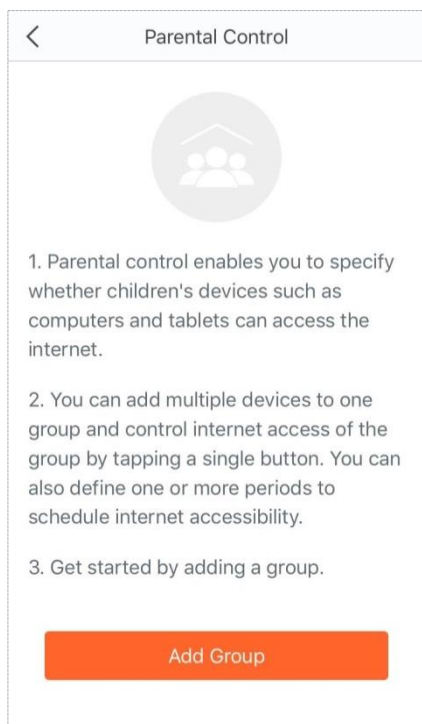 Parental Control
1. Parental control enables you to specify
whether children's devices such as
computers and tablets can access the
internet.
2. You can add multiple devices to one
group and control internet access of the
group by tapping a single button. You can
also define one or more periods to
schedule internet accessibility.
3. Get started by adding a group.
Add Group